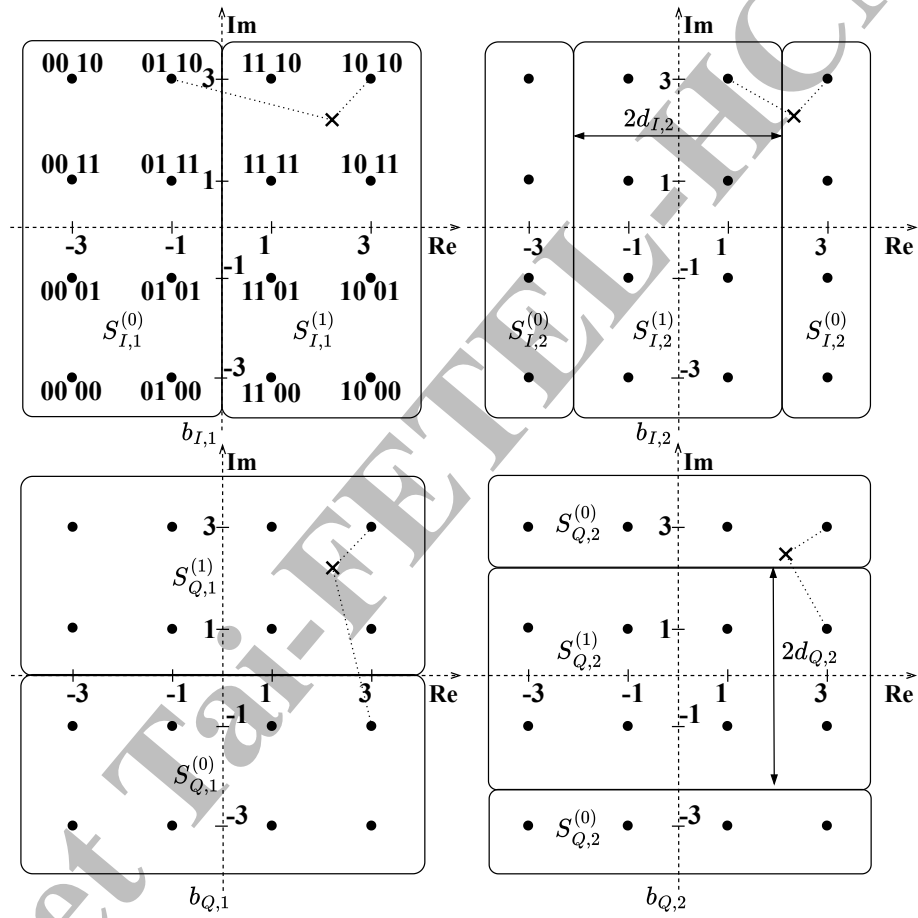 Im
Im
00 10 01 10 11 10 10 10
3
3
2d_{I,2}
00 11 01 11 11 11 10 11
1
1
-3 -1 1 3 Re
-3 -1 1 3 Re
-1
-1
00 01 01 01 11 01 10 01
S_{I,1}^{(0)} S_{I,1}^{(1)}
S_{I,2}^{(0)} S_{I,2}^{(1)} S_{I,2}^{(0)}
-3
-3
00 00 01 00 11 00 10 00
b_{I,1}
b_{I,2}
Im
Im
3
S_{Q,2}^{(0)} 3
S_{Q,1}^{(1)}
1
1
S_{Q,2}^{(1)} 2d_{Q,2}
-3 -1 1 3 Re
-3 -1 1 3 Re
-1
-1
S_{Q,1}^{(0)}
-3
-3
S_{Q,2}^{(0)}
b_{Q,1}
b_{Q,2}
et Tai-FETEL-HC